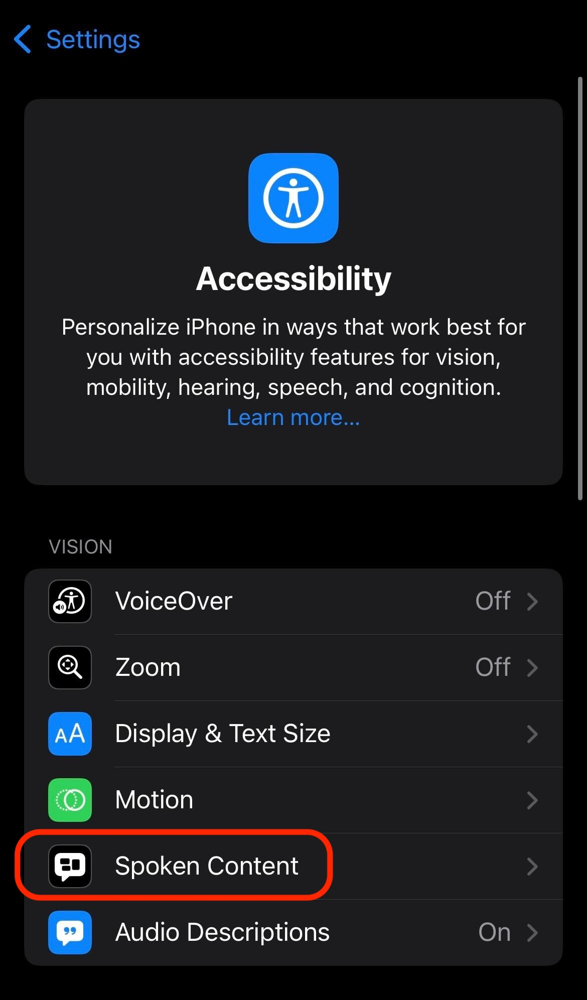 Settings
Accessibility
Personalize iPhone in ways that work best for
you with accessibility features for vision,
mobility, hearing, speech, and cognition.
Learn more...
VISION
VoiceOver Off
Zoom Off
AA Display & Text Size
Motion
Spoken Content
Audio Descriptions On